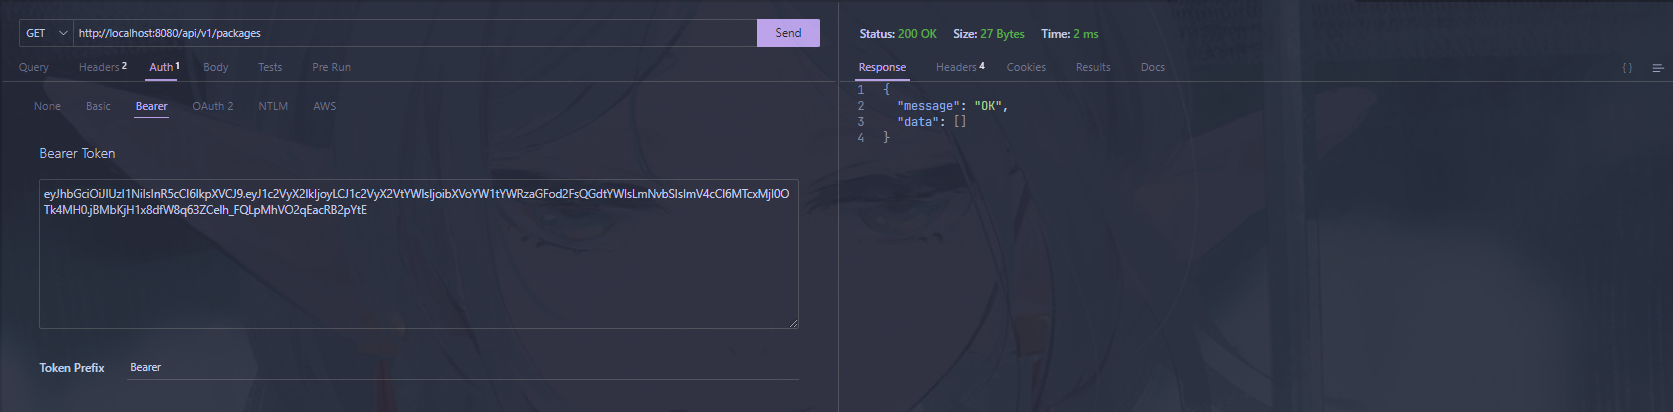 GET http://localhost:8080/api/v1/packages Send
Query Headers 2 Auth 1 Body Tests Pre Run
None Basic Bearer OAuth 2 NTLM AWS
Bearer Token
eyJhbGciOiJIUzI1NiIsInR5cCI6IkpXVCJ9.eyJ1c2VyX2lkIjoyLCJ1c2VyX2VtYWlsIjoibXVoYW1tYWRzaGFod2FsQGdtYWlsLmNvbSIsImV4cCI6MTcxMjI0O
Tk4MH0.jBMbKjH1x8dfW8q63ZCelh_FQLpMhVO2qEacRB2pYtE
Token Prefix Bearer
Status: 200 OK Size: 27 Bytes Time: 2 ms
Response Headers 4 Cookies Results Docs { }
1 {
2 "message": "OK",
3 "data": []
4 }